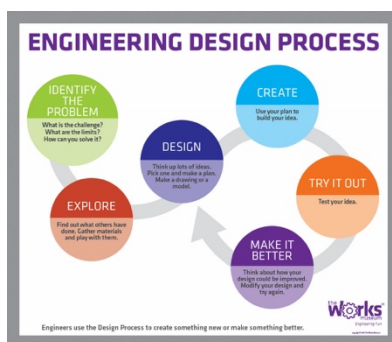 ENGINEERING DESIGN PROCESS
IDENTIFY
THE
PROBLEM
What is the challenge?
What are the limits?
How can you solve it?
EXPLORE
Find out what others have
done. Gather materials
and play with them.
DESIGN
Think up lots of ideas.
Pick one and make a plan.
Make a drawing or a
model.
CREATE
Use your plan to
build your idea.
TRY IT OUT
Test your idea.
MAKE IT
BETTER
Think about how your
design could be improved.
Modify your design and
try again.
the
Works
museum
Engineering Fun!
Engineers use the Design Process to create something new or make something better.